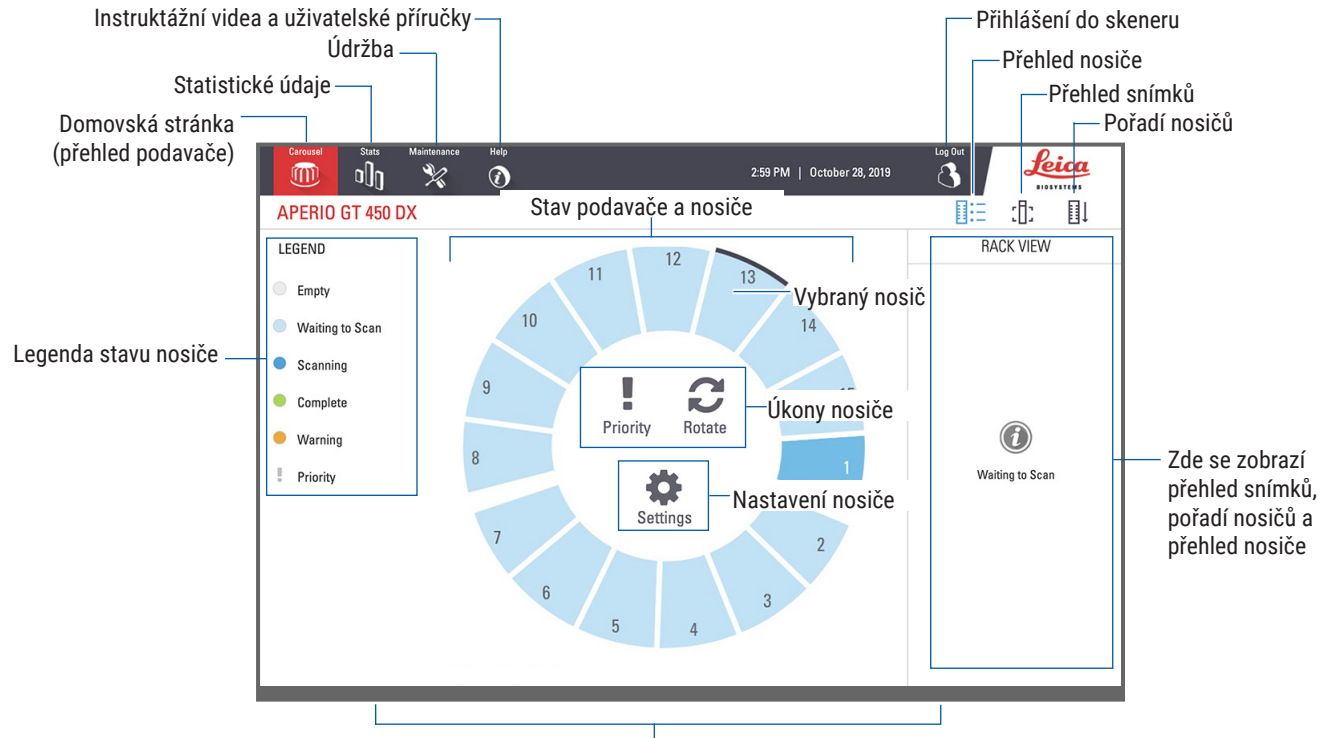 Instruktážní videa a uživatelské příručky
Přihlášení do skeneru
Údržba
Přehled nosiče
Statistické údaje
Přehled snímků
Domovská stránka
(přehled podavače)
Pořadí nosičů
Carousel
Stats
Maintenance
Help
2:59 PM | October 28, 2019
Log Out
Leica
BIOSYSTEMS
APERIO GT 450 DX
Stav podavače a nosiče
LEGEND
Empty
Waiting to Scan
Scanning
Complete
Warning
Priority
Legenda stavu nosiče
11
12
13
Vybraný nosič
10
14
9
15
Priority
Rotate
Úkony nosiče
8
1
Settings
Nastavení nosiče
7
2
6
3
5
4
RACK VIEW
Waiting to Scan
Zde se zobrazí
přehled snímků,
pořadí nosičů a
přehled nosiče